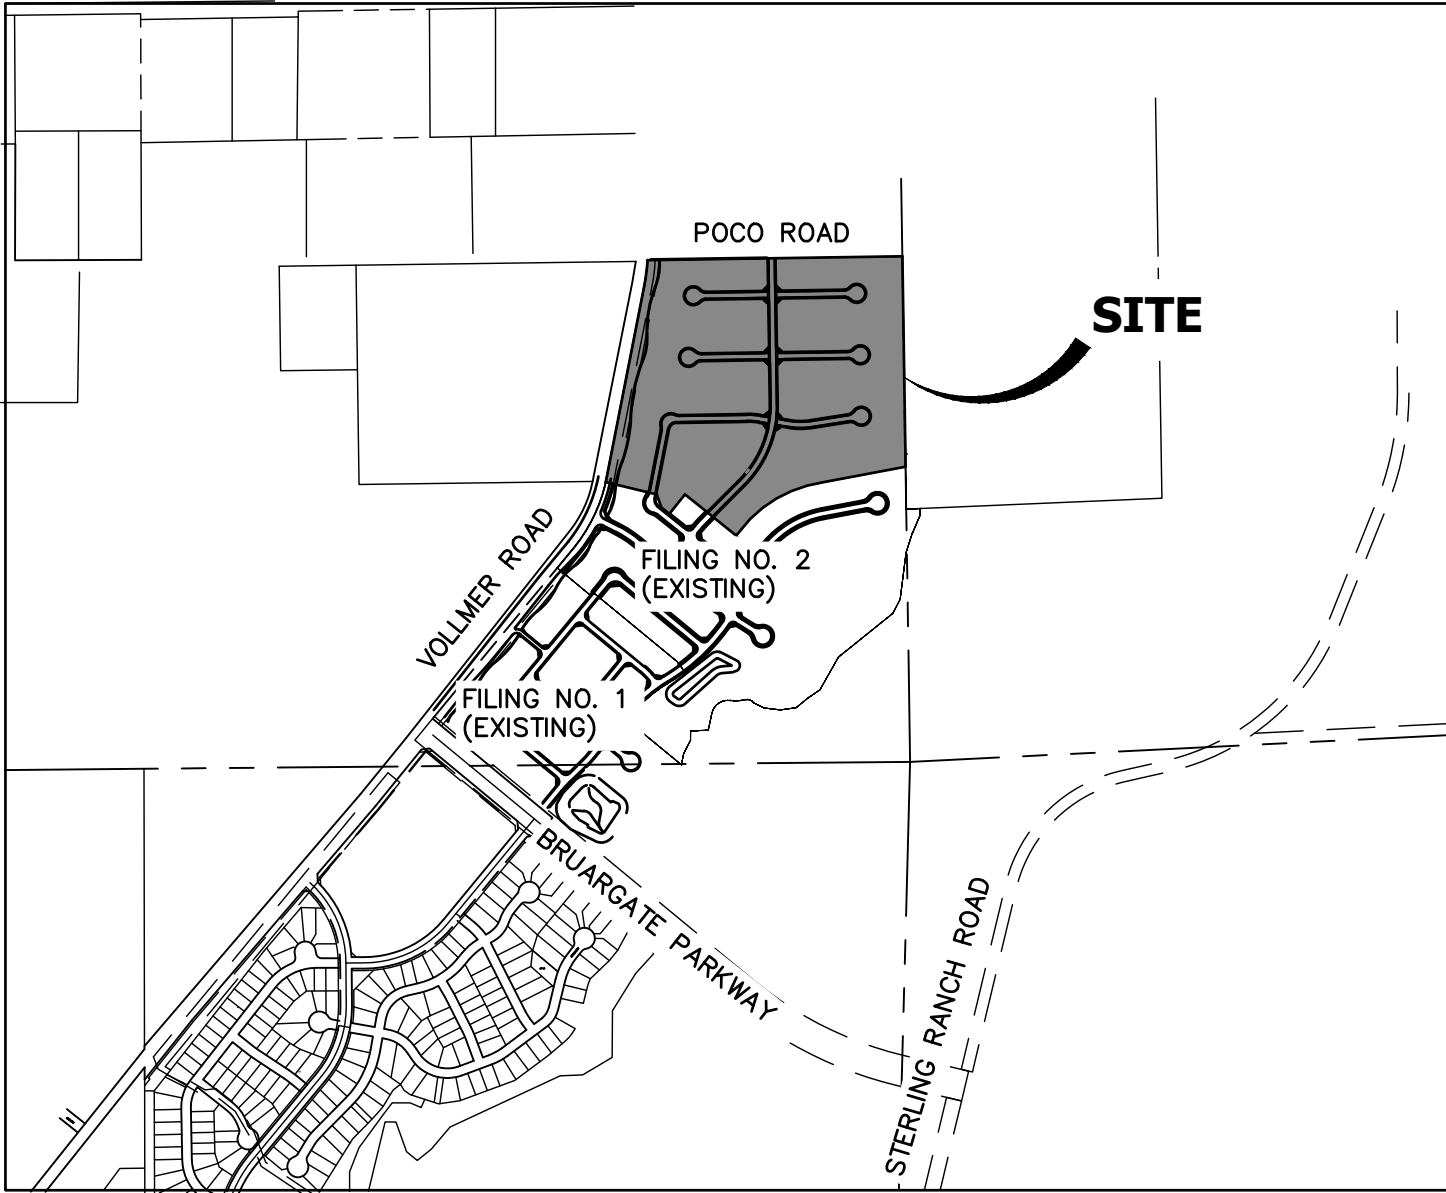 POCO ROAD
SITE
VOLLMER ROAD
FILING NO. 2
(EXISTING)
FILING NO. 1
(EXISTING)
BRUARGATE PARKWAY
STERLING RANCH ROAD